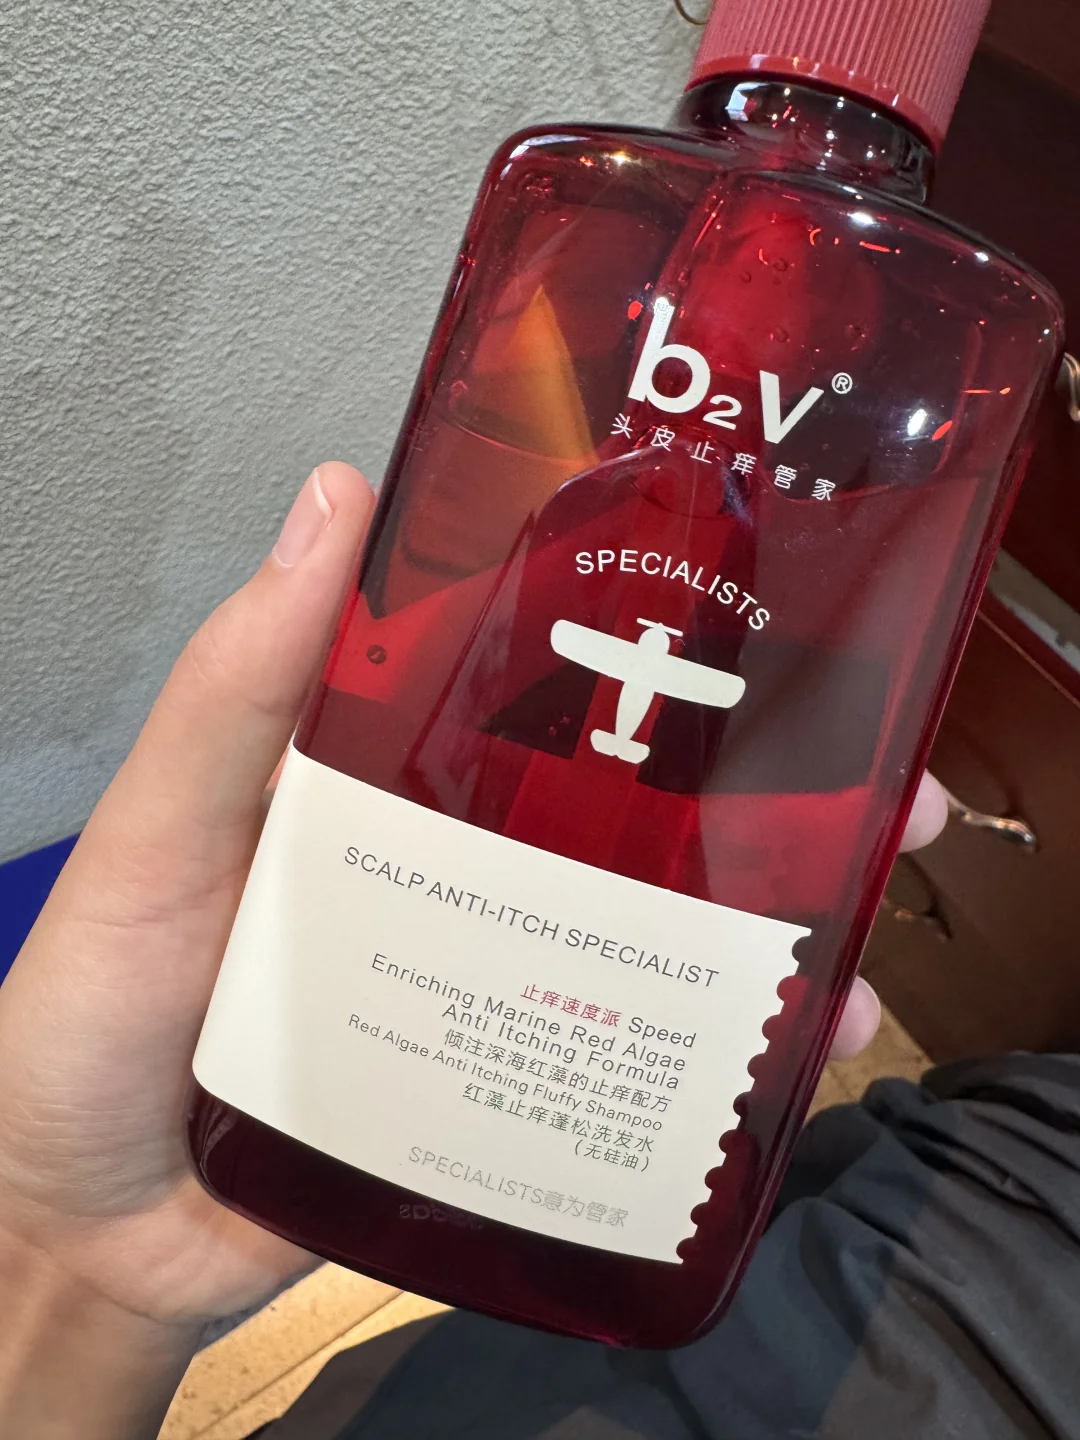 b2v®
头皮止痒管家
SPECIALISTS
SCALP ANTI-ITCH SPECIALIST
止痒速度派 Speed
Enriching Marine Red Algae
Anti Itching Formula
倾注深海红藻的止痒配方
Red Algae Anti Itching Fluffy Shampoo
红藻止痒蓬松洗发水
(无硅油)
SPECIALISTS意为管家